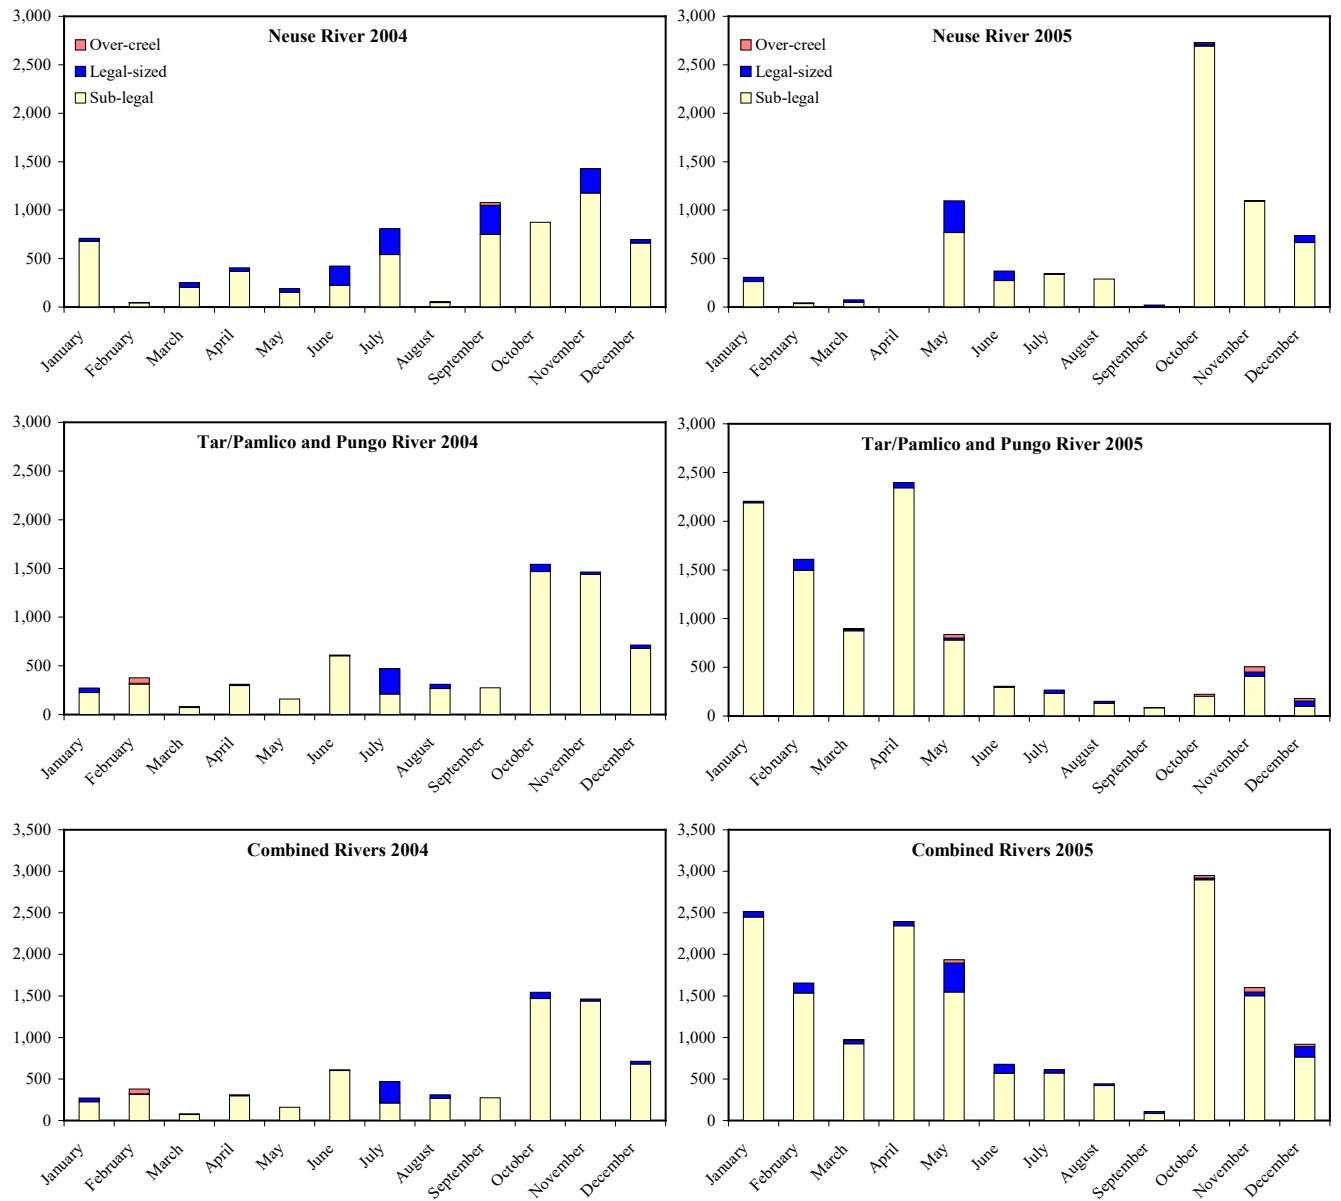 Neuse River 2004
Over-creel
Legal-sized
Sub-legal
3,000
2,500
2,000
1,500
1,000
500
0
January
February
March
April
May
June
July
August
September
October
November
December
Neuse River 2005
Over-creel
Legal-sized
Sub-legal
3,000
2,500
2,000
1,500
1,000
500
0
January
February
March
April
May
June
July
August
September
October
November
December
Tar/Pamlico and Pungo River 2004
3,000
2,500
2,000
1,500
1,000
500
0
January
February
March
April
May
June
July
August
September
October
November
December
Tar/Pamlico and Pungo River 2005
3,000
2,500
2,000
1,500
1,000
500
0
January
February
March
April
May
June
July
August
September
October
November
December
Combined Rivers 2004
3,500
3,000
2,500
2,000
1,500
1,000
500
0
January
February
March
April
May
June
July
August
September
October
November
December
Combined Rivers 2005
3,500
3,000
2,500
2,000
1,500
1,000
500
0
January
February
March
April
May
June
July
August
September
October
November
December